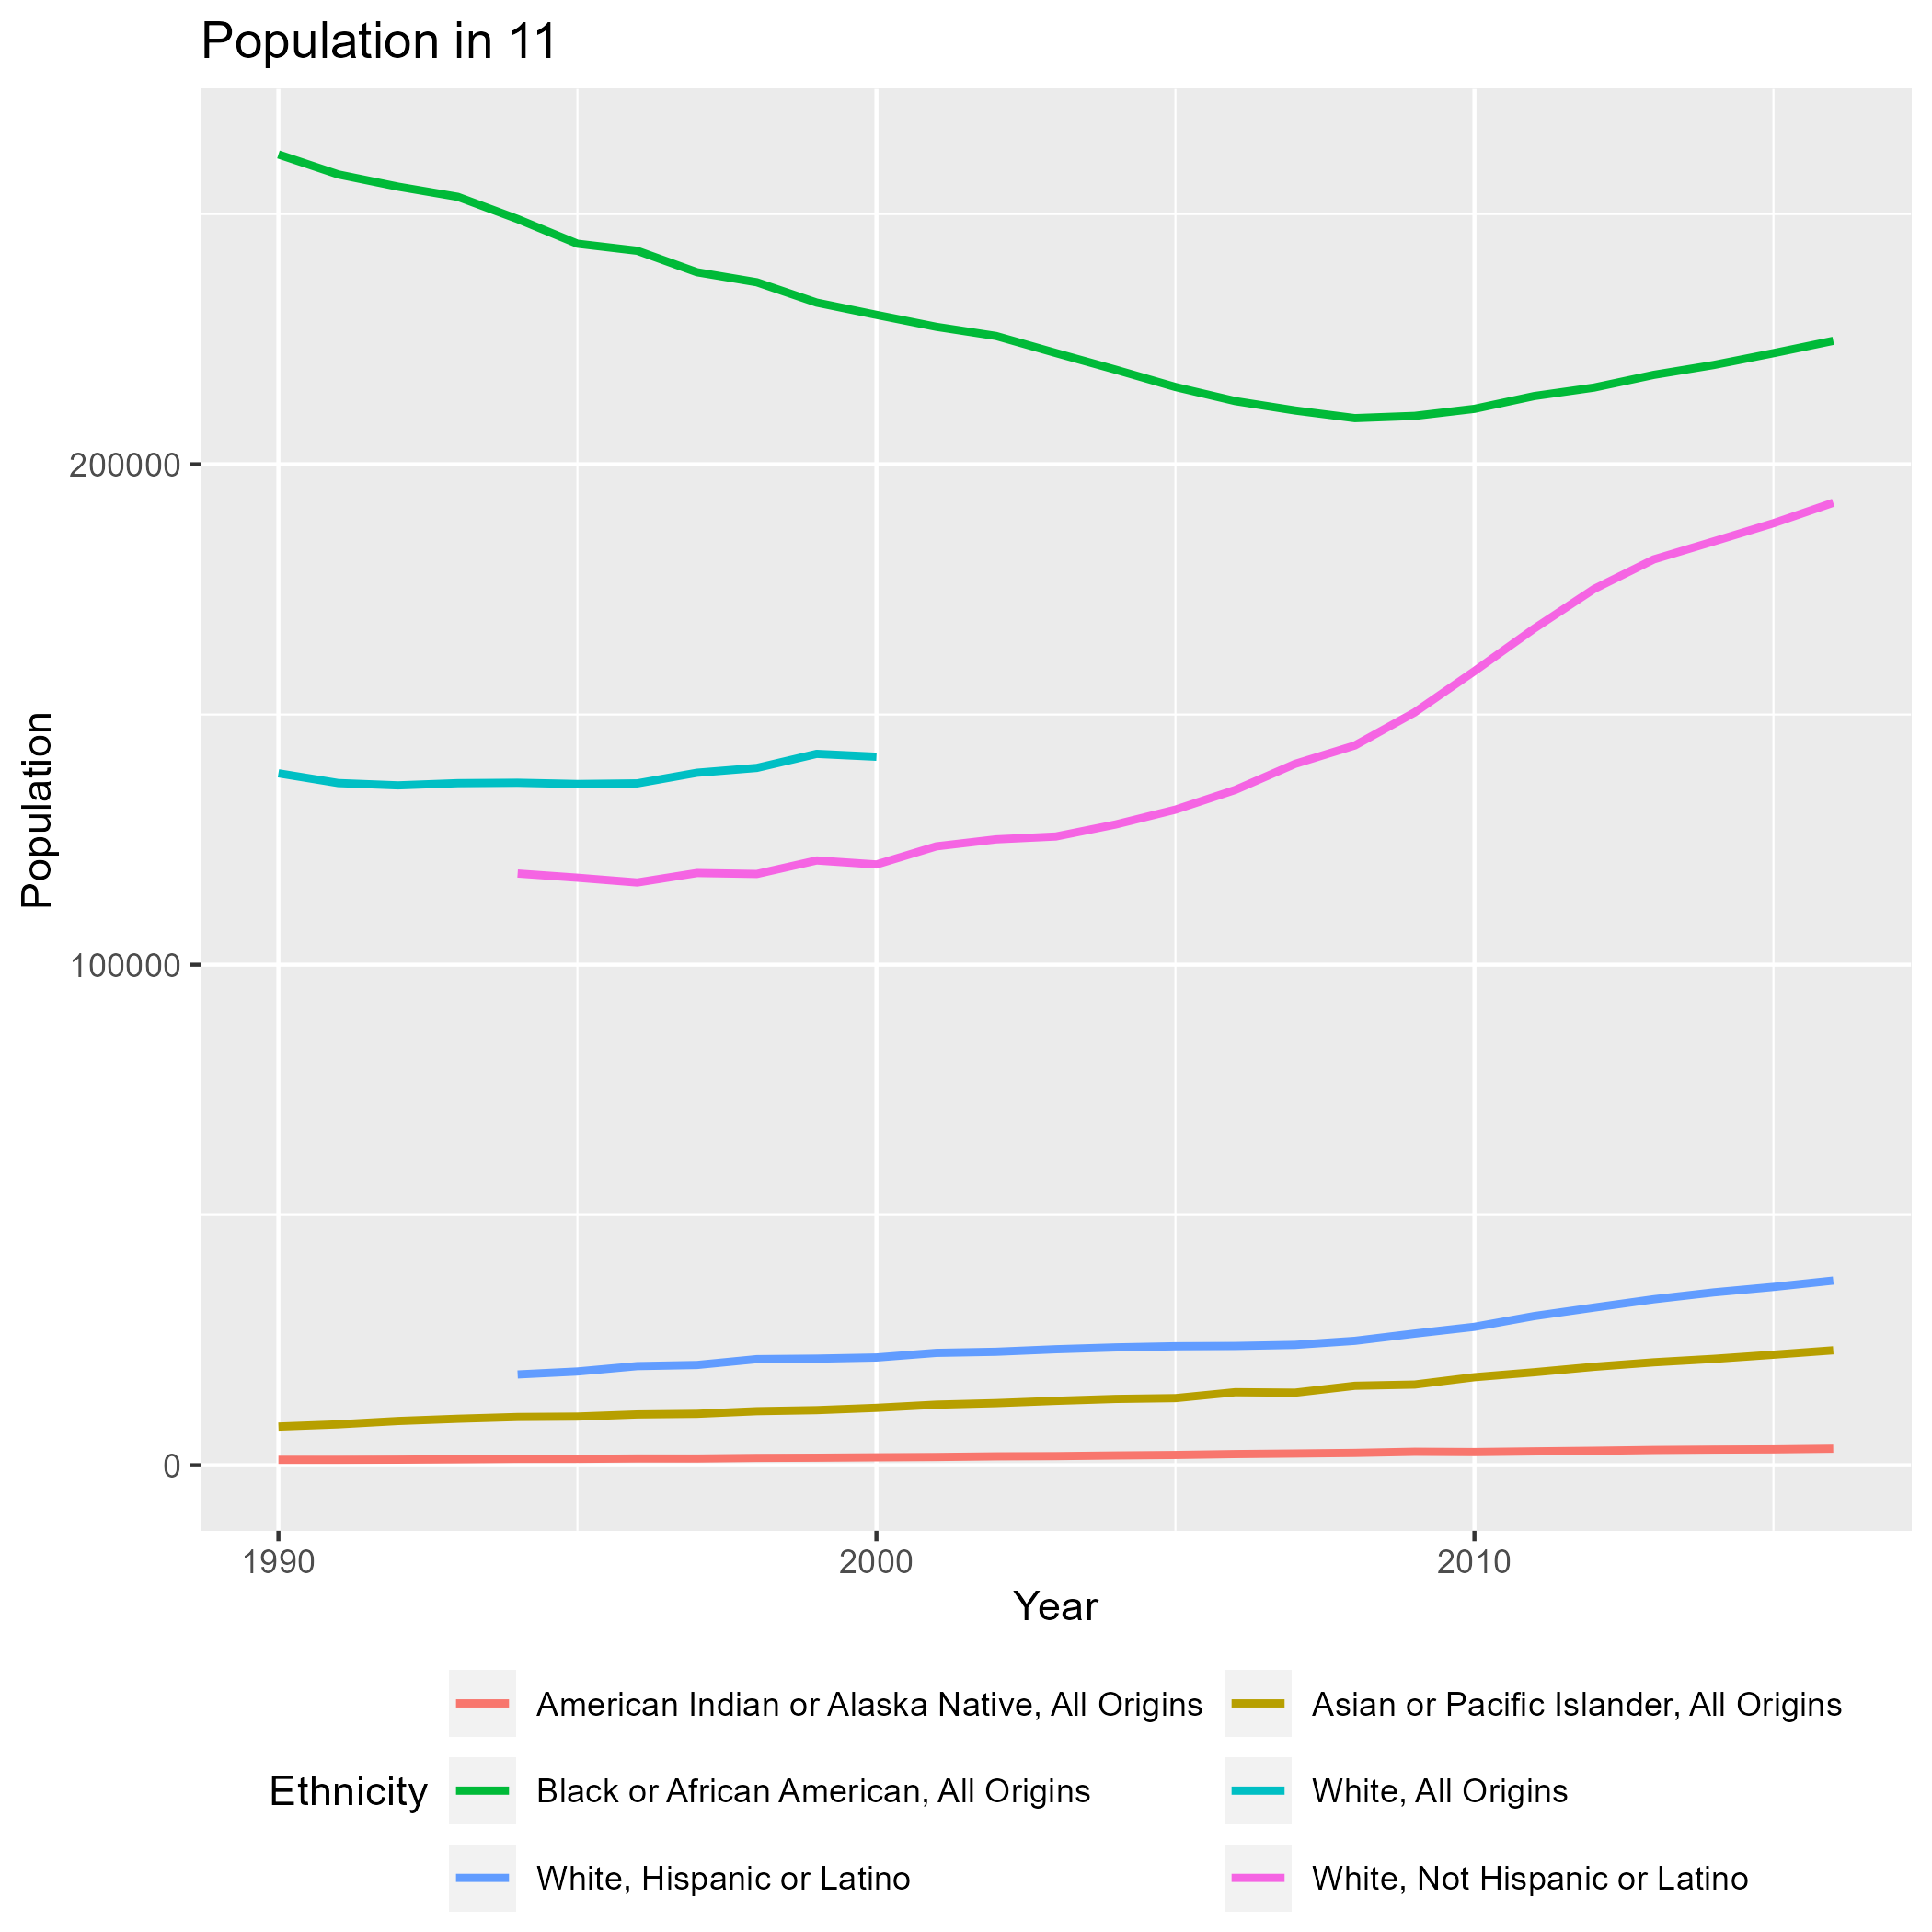 Population in 11
Population
200000
100000
0
1990 2000 2010
Year
Ethnicity
American Indian or Alaska Native, All Origins
Asian or Pacific Islander, All Origins
Black or African American, All Origins
White, All Origins
White, Hispanic or Latino
White, Not Hispanic or Latino